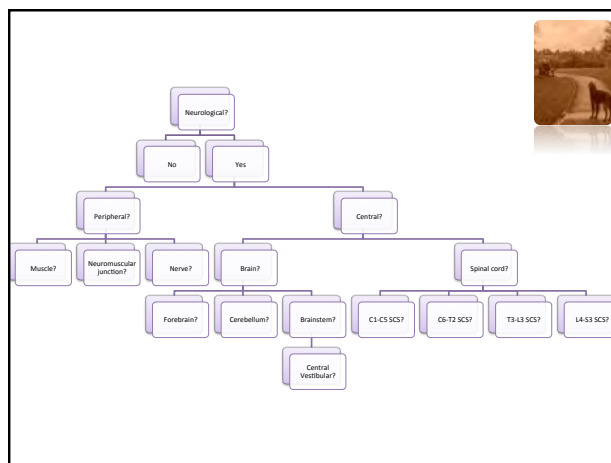 Neurological?
No
Yes
Peripheral?
Central?
Muscle?
Neuromuscular
junction?
Nerve?
Brain?
Spinal cord?
Forebrain?
Cerebellum?
Brainstem?
C1-C5 SCS?
C6-T2 SCS?
T3-L3 SCS?
L4-S3 SCS?
Central
Vestibular?